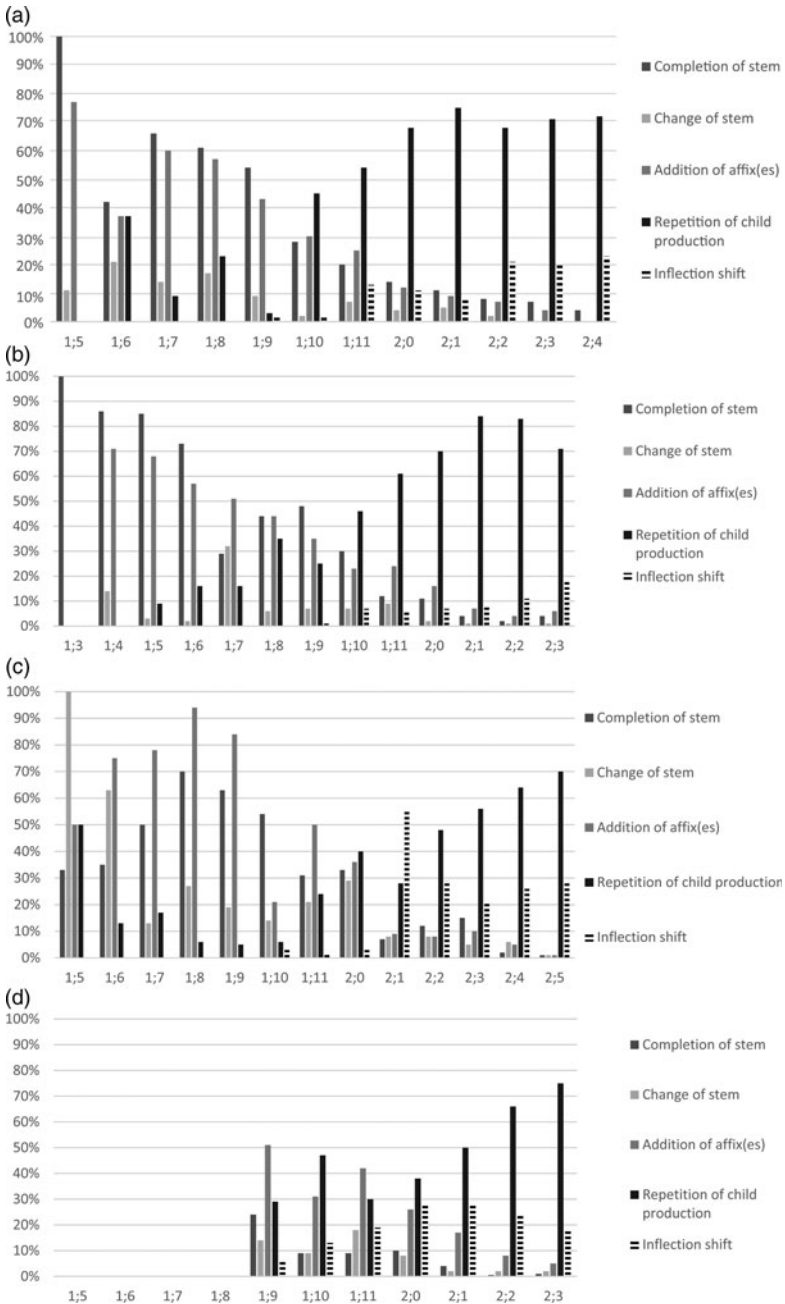 (a)
100%
90%
80%
70%
60%
50%
40%
30%
20%
10%
0%
1;5 1;6 1;7 1;8 1;9 1;10 1;11 2;0 2;1 2;2 2;3 2;4
Completion of stem
Change of stem
Addition of affix(es)
Repetition of child
production
Inflection shift
(b)
100%
90%
80%
70%
60%
50%
40%
30%
20%
10%
0%
1;3 1;4 1;5 1;6 1;7 1;8 1;9 1;10 1;11 2;0 2;1 2;2 2;3
Completion of stem
Change of stem
Addition of affix(es)
Repetition of child
production
Inflection shift
(c)
100%
90%
80%
70%
60%
50%
40%
30%
20%
10%
0%
1;5 1;6 1;7 1;8 1;9 1;10 1;11 2;0 2;1 2;2 2;3 2;4 2;5
Completion of stem
Change of stem
Addition of affix(es)
Repetition of child production
Inflection shift
(d)
100%
90%
80%
70%
60%
50%
40%
30%
20%
10%
0%
1;5 1;6 1;7 1;8 1;9 1;10 1;11 2;0 2;1 2;2 2;3
Completion of stem
Change of stem
Addition of affix(es)
Repetition of child
production
Inflection shift